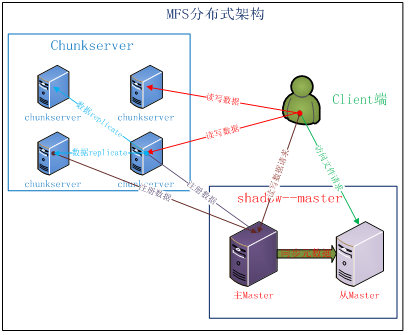 MFS分布式架构
Chunkserver
chunkserver
chunkserver
读写数据
Client端
数据replicate
读写数据
数据replicate
chunkserver
chunkserver
注册数据
注册数据
读写数据请求
访问文件请求
shadow--master
主Master
从Master